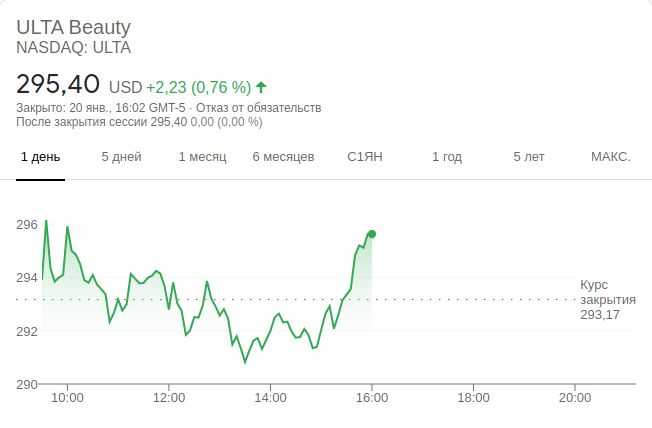 ULTA Beauty
NASDAQ: ULTA
295,40 USD +2,23 (0,76 %)
Закрыто: 20 янв., 16:02 GMT-5 · Отказ от обязательств
После закрытия сессии 295,40 0,00 (0,00 %)
1 день 5 дней 1 месяц 6 месяцев С1ЯН 1 год 5 лет МАКС.
296
294
Курс
закрытия
293,17
292
290
10:00 12:00 14:00 16:00 18:00 20:00